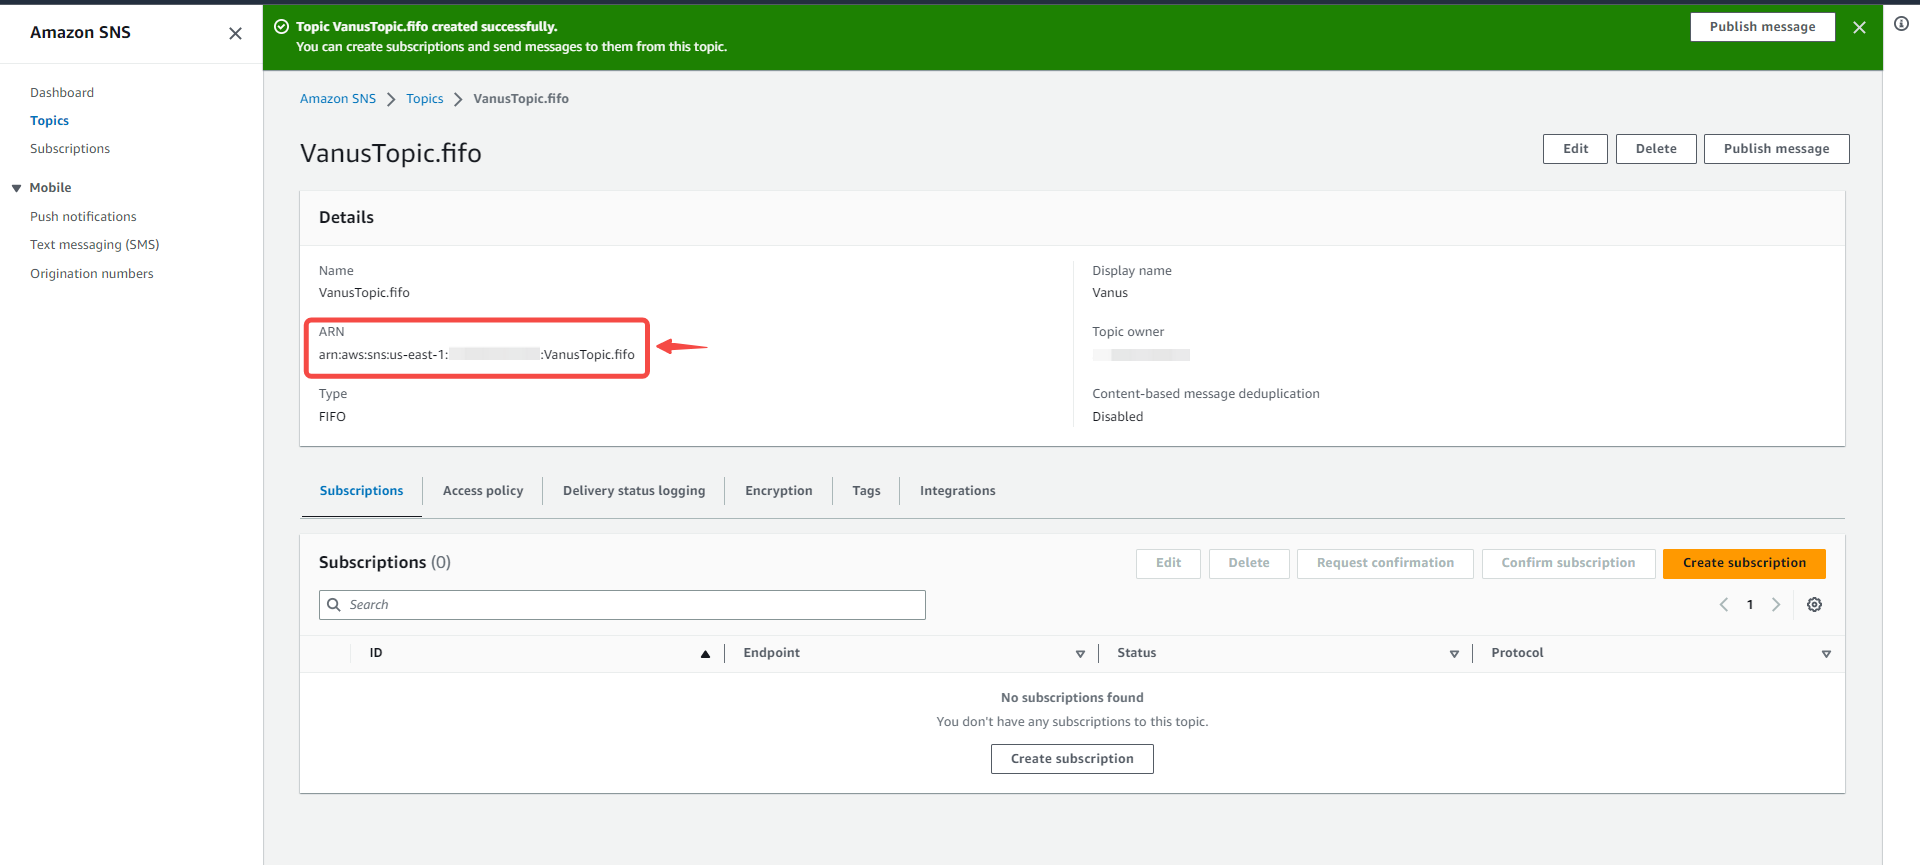 Amazon SNS
Dashboard
Topics
Subscriptions
Mobile
Push notifications
Text messaging (SMS)
Origination numbers
Topic VanusTopic.fifo created successfully.
You can create subscriptions and send messages to them from this topic.
Publish message
Amazon SNS > Topics > VanusTopic.fifo
VanusTopic.fifo
Edit Delete Publish message
Details
Name
VanusTopic.fifo
ARN
arn:aws:sns:us-east-1: :VanusTopic.fifo
Type
FIFO
Display name
Vanus
Topic owner
Content-based message deduplication
Disabled
Subscriptions Access policy Delivery status logging Encryption Tags Integrations
Subscriptions (0)
Edit Delete Request confirmation Confirm subscription Create subscription
Search
1
ID Endpoint Status Protocol
No subscriptions found
You don't have any subscriptions to this topic.
Create subscription